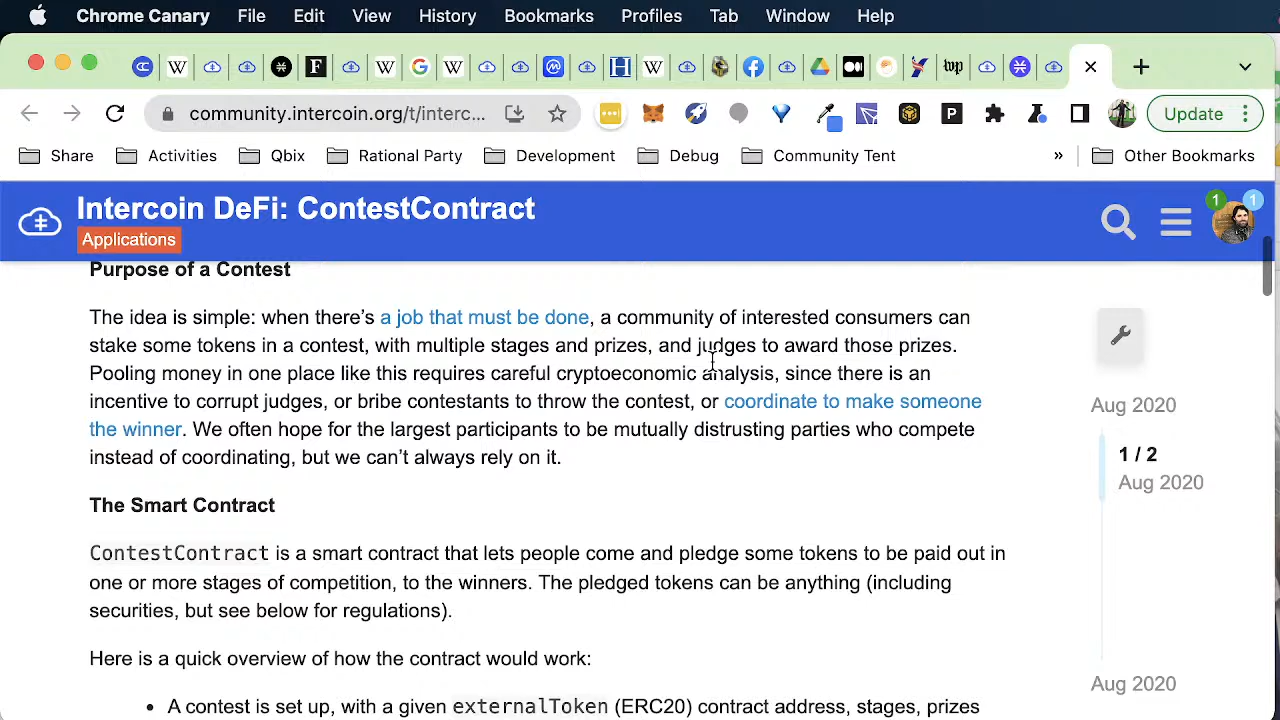 Chrome Canary File Edit View History Bookmarks Profiles Tab Window Help
community.intercoin.org/t/interc... Update
Share Activities Qbix Rational Party Development Debug Community Tent » Other Bookmarks
Intercoin DeFi: ContestContract
Applications
1 1
Purpose of a Contest
The idea is simple: when there’s a job that must be done, a community of interested consumers can
stake some tokens in a contest, with multiple stages and prizes, and judges to award those prizes.
Pooling money in one place like this requires careful cryptoeconomic analysis, since there is an
incentive to corrupt judges, or bribe contestants to throw the contest, or coordinate to make someone
the winner. We often hope for the largest participants to be mutually distrusting parties who compete
instead of coordinating, but we can’t always rely on it.
The Smart Contract
ContestContract is a smart contract that lets people come and pledge some tokens to be paid out in
one or more stages of competition, to the winners. The pledged tokens can be anything (including
securities, but see below for regulations).
Here is a quick overview of how the contract would work:
• A contest is set up, with a given externalToken (ERC20) contract address, stages, prizes
Aug 2020
1 / 2
Aug 2020
Aug 2020